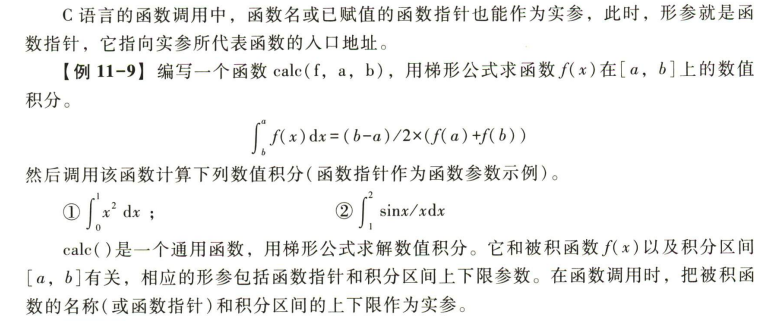 C 语言的函数调用中，函数名或已赋值的函数指针也能作为实参，此时，形参就是函
数指针，它指向实参所代表函数的入口地址。
【例 11-9】编写一个函数 calc(f, a, b)，用梯形公式求函数 f(x)在[a, b]上的数值
积分。
∫_b^a f(x)dx=(b-a)/2×(f(a)+f(b))
然后调用该函数计算下列数值积分(函数指针作为函数参数示例)。
①∫_0^1 x² dx； ②∫_1^2 sinx/xdx
calc()是一个通用函数，用梯形公式求解数值积分。它和被积函数 f(x)以及积分区间
[a, b]有关，相应的形参包括函数指针和积分区间上下限参数。在函数调用时，把被积函
数的名称(或函数指针)和积分区间的上下限作为实参。